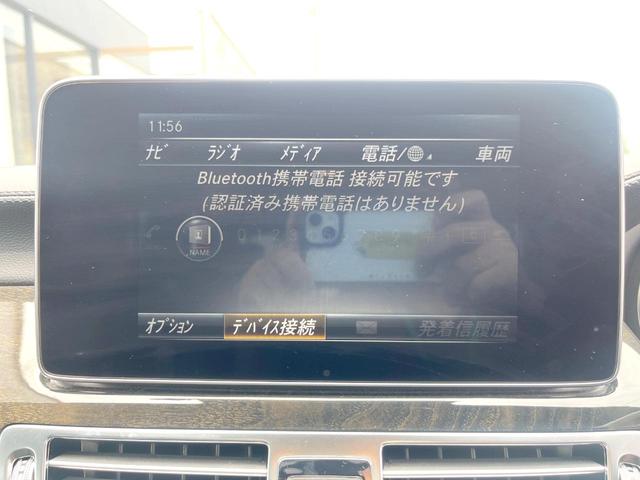 11:56
ナビ ラジオ メディア 電話/ 車両
Bluetooth携帯電話 接続可能です
(認証済み携帯電話はありません)
NAME
オプション デバイス接続 発着信履歴